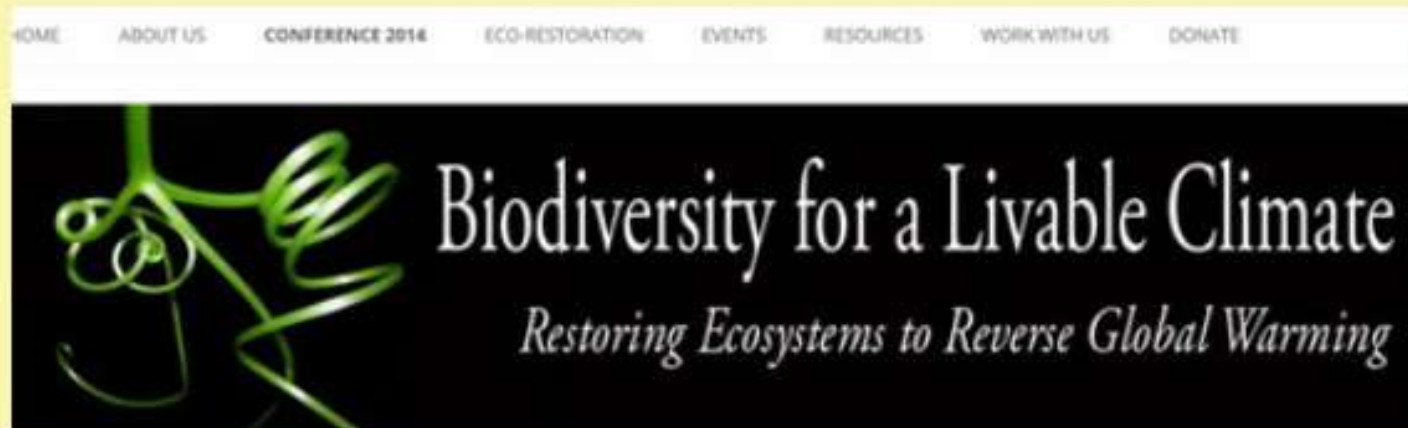 HOME ABOUT US CONFERENCE 2014 ECO-RESTORATION EVENTS RESOURCES WORK WITH US DONATE
Biodiversity for a Livable Climate
Restoring Ecosystems to Reverse Global Warming